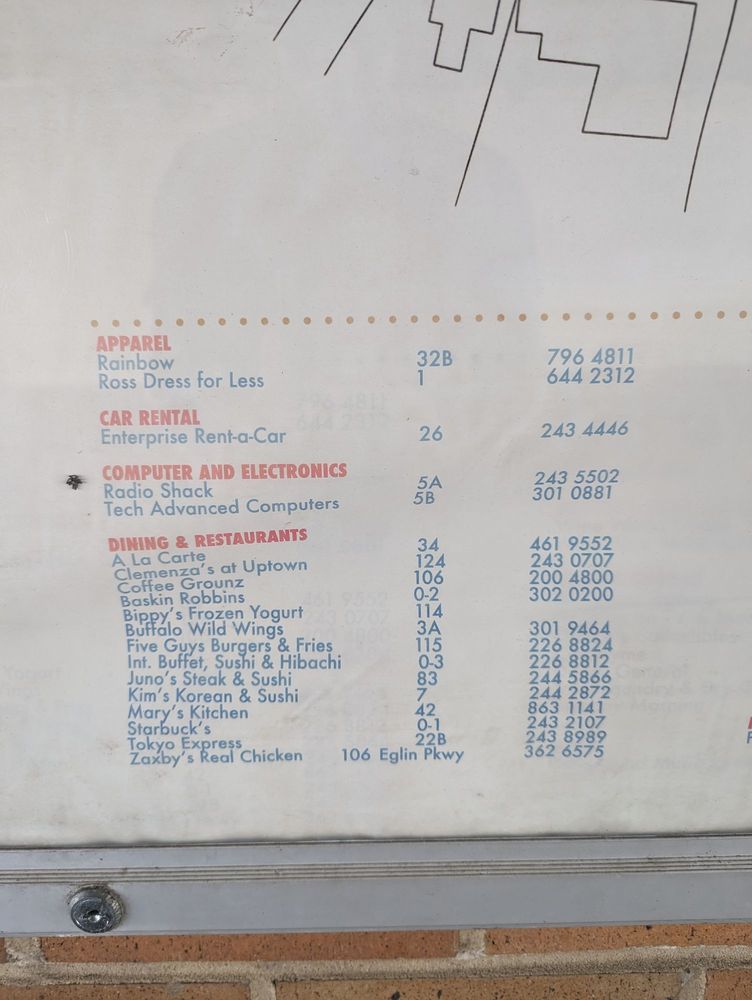 APPAREL
Rainbow 32B 796 4811
Ross Dress for Less 1 644 2312
CAR RENTAL
Enterprise Rent-a-Car 26 243 4446
COMPUTER AND ELECTRONICS
Radio Shack 5A 243 5502
Tech Advanced Computers 5B 301 0881
DINING & RESTAURANTS
A La Carte 34 461 9552
Clemenza's at Uptown 124 243 0707
Coffee Grounz 106 200 4800
Baskin Robbins 0-2 302 0200
Bippy's Frozen Yogurt 114
Buffalo Wild Wings 3A 301 9464
Five Guys Burgers & Fries 115 226 8824
Int. Buffet, Sushi & Hibachi 0-3 226 8812
Juno's Steak & Sushi 83 244 5866
Kim's Korean & Sushi 7 244 2872
Mary's Kitchen 42 863 1141
Starbuck's 0-1 243 2107
Tokyo Express 22B 243 8989
Zaxby's Real Chicken 106 Eglin Pkwy 362 6575